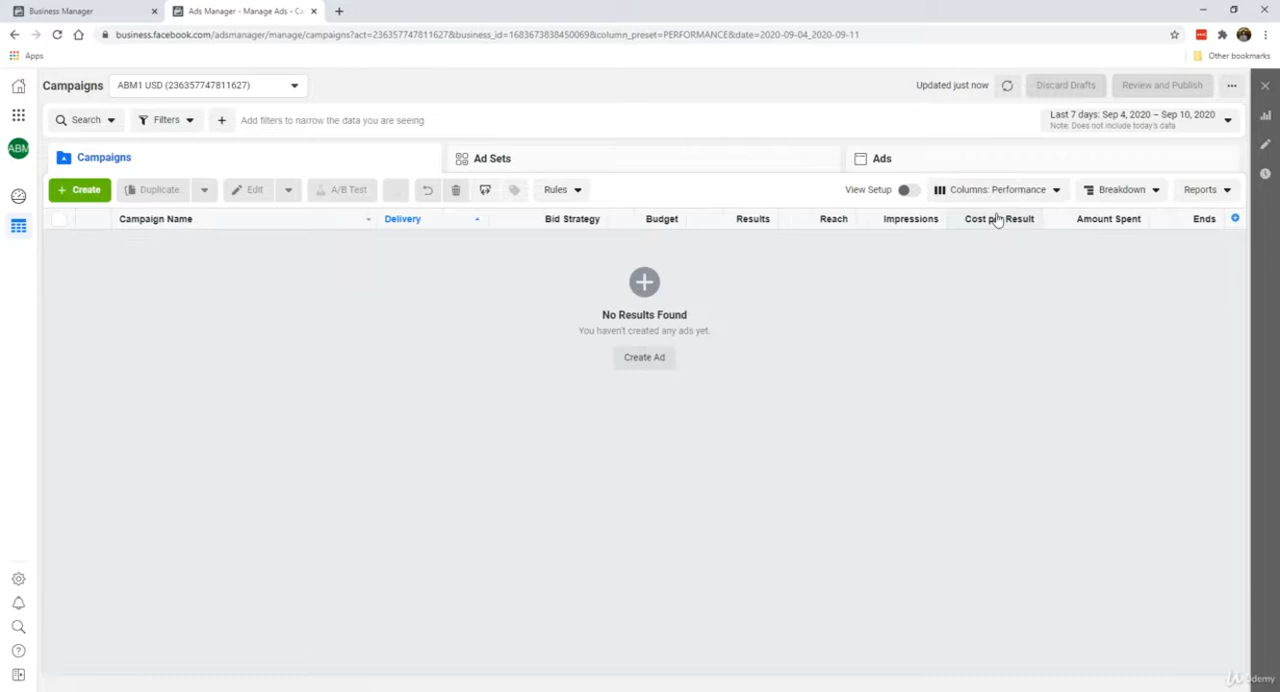 Business Manager
Ads Manager - Manage Ads - Ca
business.facebook.com/adsmanager/manage/campaigns?act=236357747811627&business_id=1683673838450069&column_preset=PERFORMANCE&date=2020-09-04_2020-09-11
Apps
Other bookmarks
Campaigns
ABM1 USD (236357747811627)
Updated just now
Discard Drafts
Review and Publish
Search
Filters
Add filters to narrow the data you are seeing
Last 7 days: Sep 4, 2020 – Sep 10, 2020
Note: Does not include today's data
ABM
Campaigns
Ad Sets
Ads
Create
Duplicate
Edit
A/B Test
Rules
View Setup
Columns: Performance
Breakdown
Reports
Campaign Name
Delivery
Bid Strategy
Budget
Results
Reach
Impressions
Cost per Result
Amount Spent
Ends
No Results Found
You haven't created any ads yet.
Create Ad
Udemy